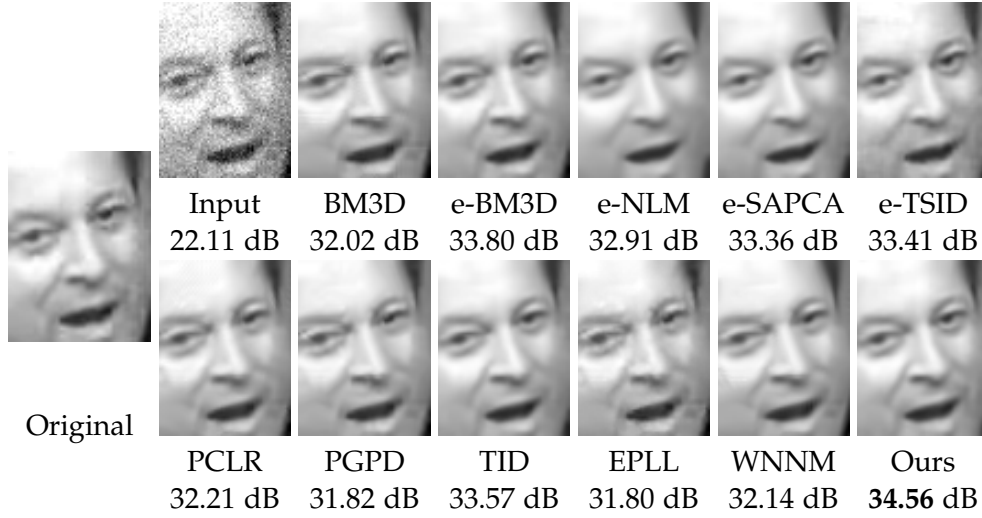 Input BM3D e-BM3D e-NLM e-SAPCA e-TSID
22.11 dB 32.02 dB 33.80 dB 32.91 dB 33.36 dB 33.41 dB
Original
PCLR PGPD TID EPLL WNNM Ours
32.21 dB 31.82 dB 33.57 dB 31.80 dB 32.14 dB 34.56 dB